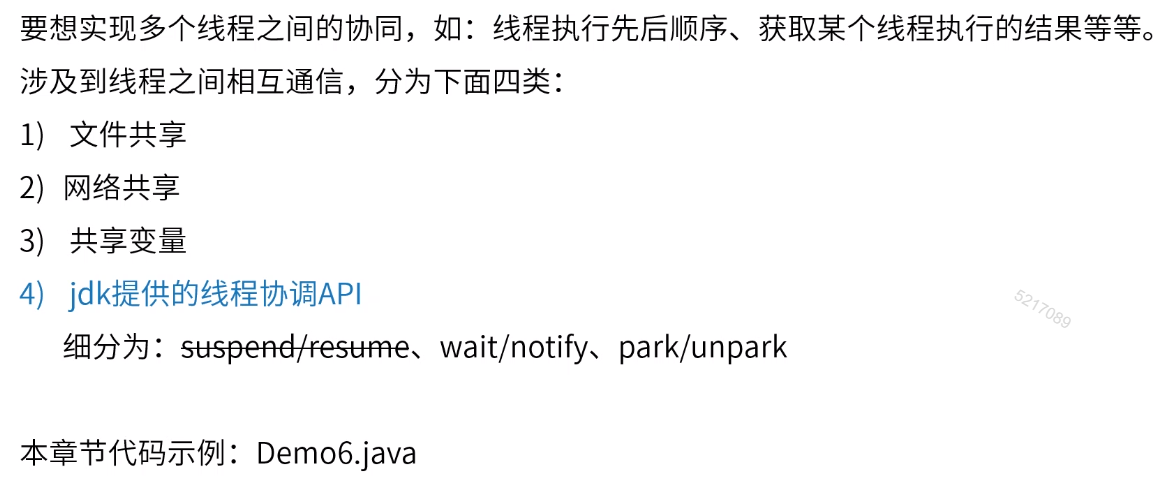 要想实现多个线程之间的协同，如：线程执行先后顺序、获取某个线程执行的结果等等。
涉及到线程之间相互通信，分为下面四类：
1) 文件共享
2) 网络共享
3) 共享变量
4) jdk提供的线程协调API
细分为：suspend/resume、wait/notify、park/unpark
5217089
本章节代码示例：Demo6.java